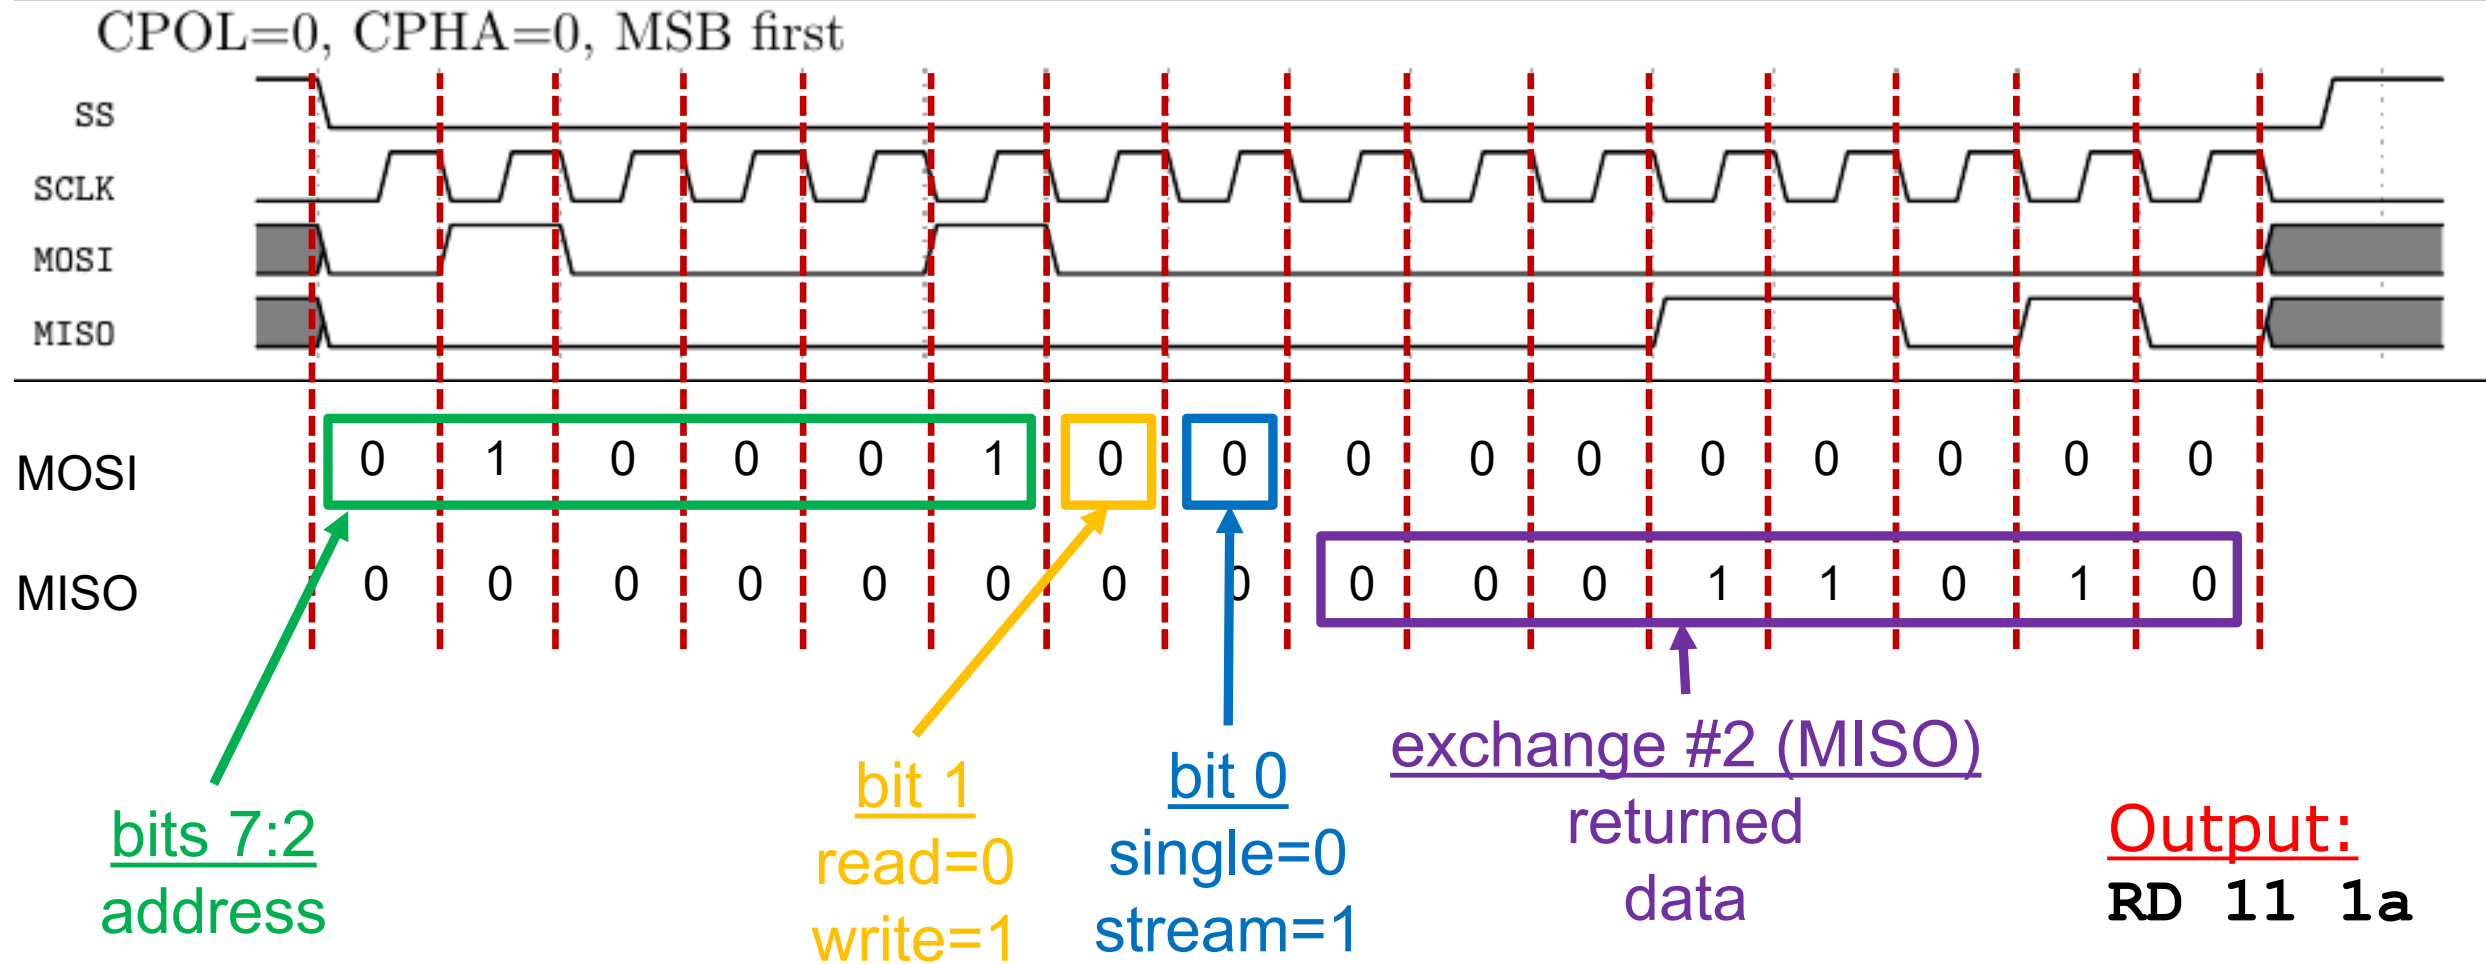 CPOL=0, CPHA=0, MSB first
SS
SCLK
MOSI
MISO
MOSI 0 1 0 0 0 1 0 0 0 0 0 0 0 0 0 0
MISO 0 0 0 0 0 0 0 0 0 0 0 1 1 0 1 0
bits 7:2
address
bit 1
read=0
write=1
bit 0
single=0
stream=1
exchange #2 (MISO)
returned
data
Output:
RD 11 1a